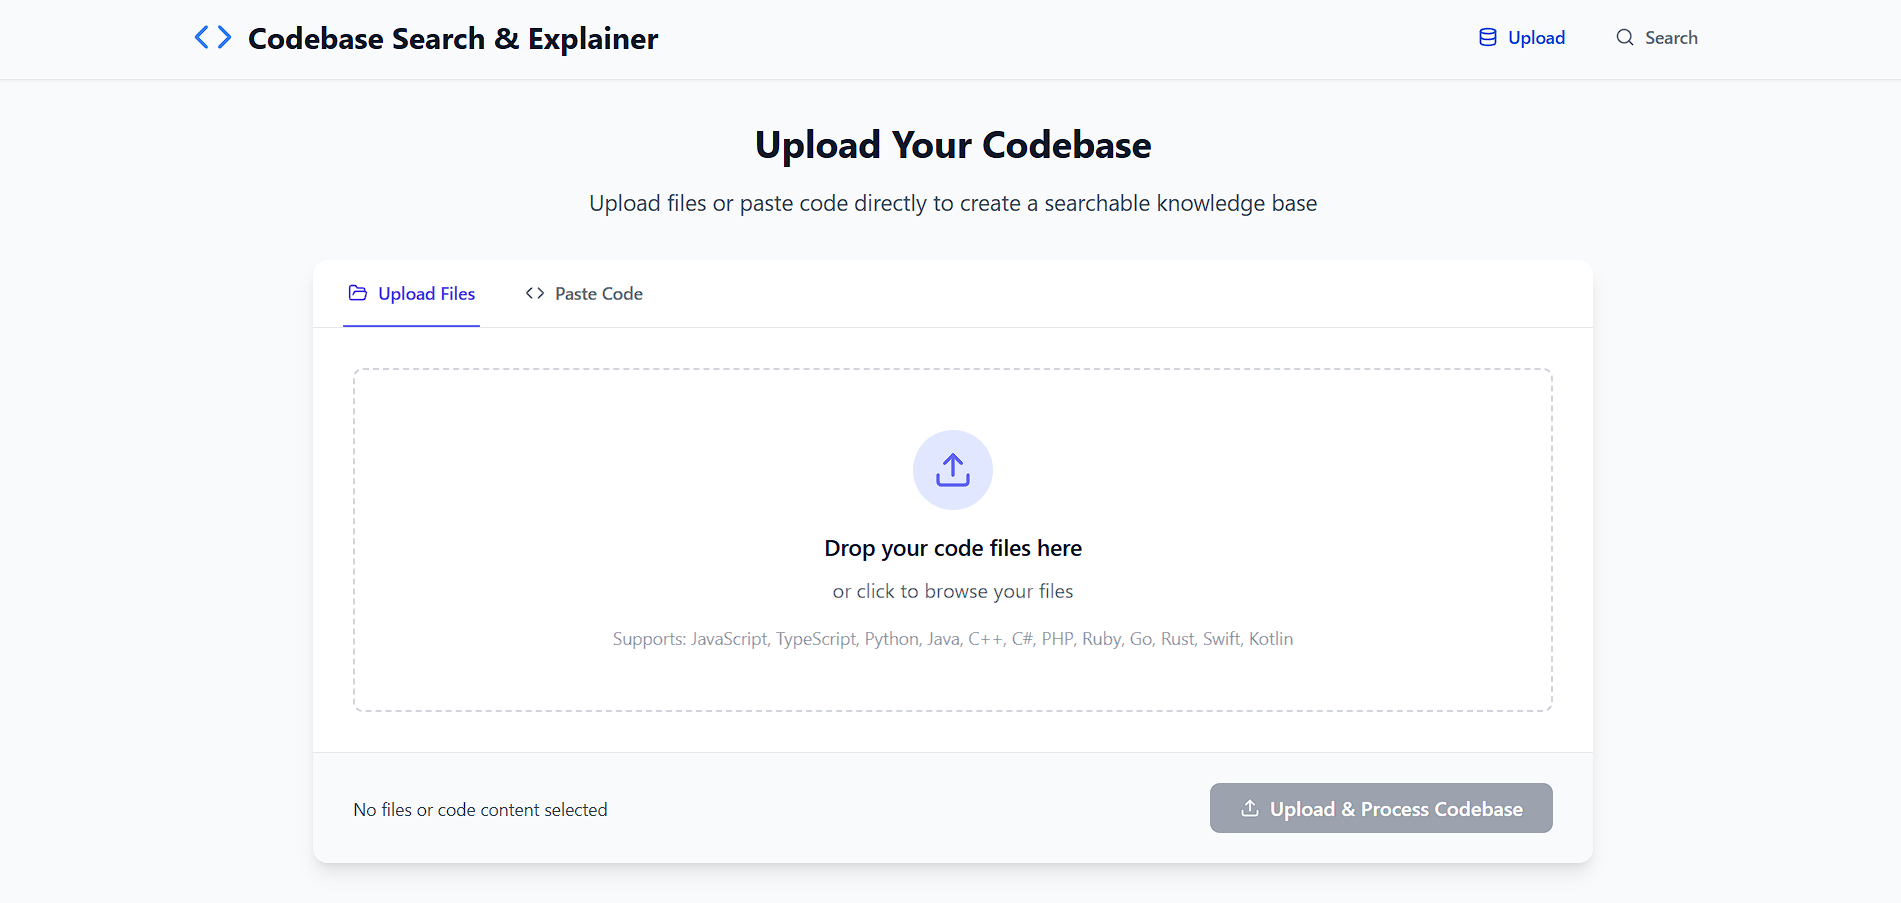 Codebase Search & Explainer
Upload
Search
Upload Your Codebase
Upload files or paste code directly to create a searchable knowledge base
Upload Files
Paste Code
Drop your code files here
or click to browse your files
Supports: JavaScript, TypeScript, Python, Java, C++, C#, PHP, Ruby, Go, Rust, Swift, Kotlin
No files or code content selected
Upload & Process Codebase